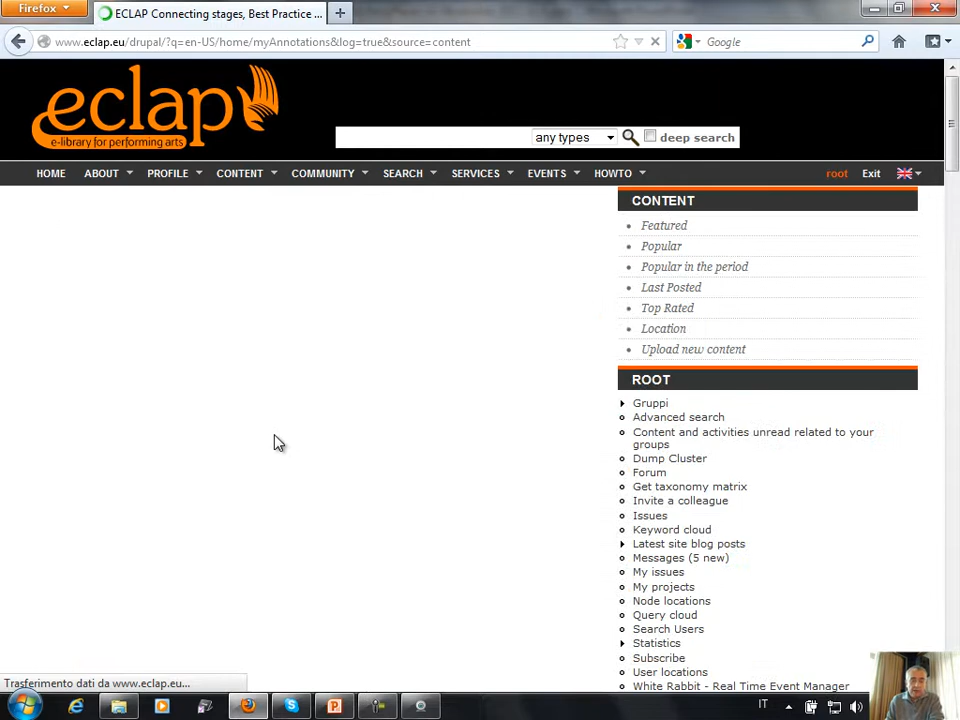 Firefox
ECLAP Connecting stages, Best Practice ...
www.eclap.eu/drupal/?q=en-US/home/myAnnotations&log=true&source=content
Google
eclap
e-library for performing arts
any types
deep search
HOME ABOUT PROFILE CONTENT COMMUNITY SEARCH SERVICES EVENTS HOWTO root Exit
CONTENT
Featured
Popular
Popular in the period
Last Posted
Top Rated
Location
Upload new content
ROOT
Gruppi
Advanced search
Content and activities unread related to your
groups
Dump Cluster
Forum
Get taxonomy matrix
Invite a colleague
Issues
Keyword cloud
Latest site blog posts
Messages (5 new)
My issues
My projects
Node locations
Query cloud
Search Users
Statistics
Subscribe
User locations
White Rabbit - Real Time Event Manager
Trasferimento dati da www.eclap.eu...
IT